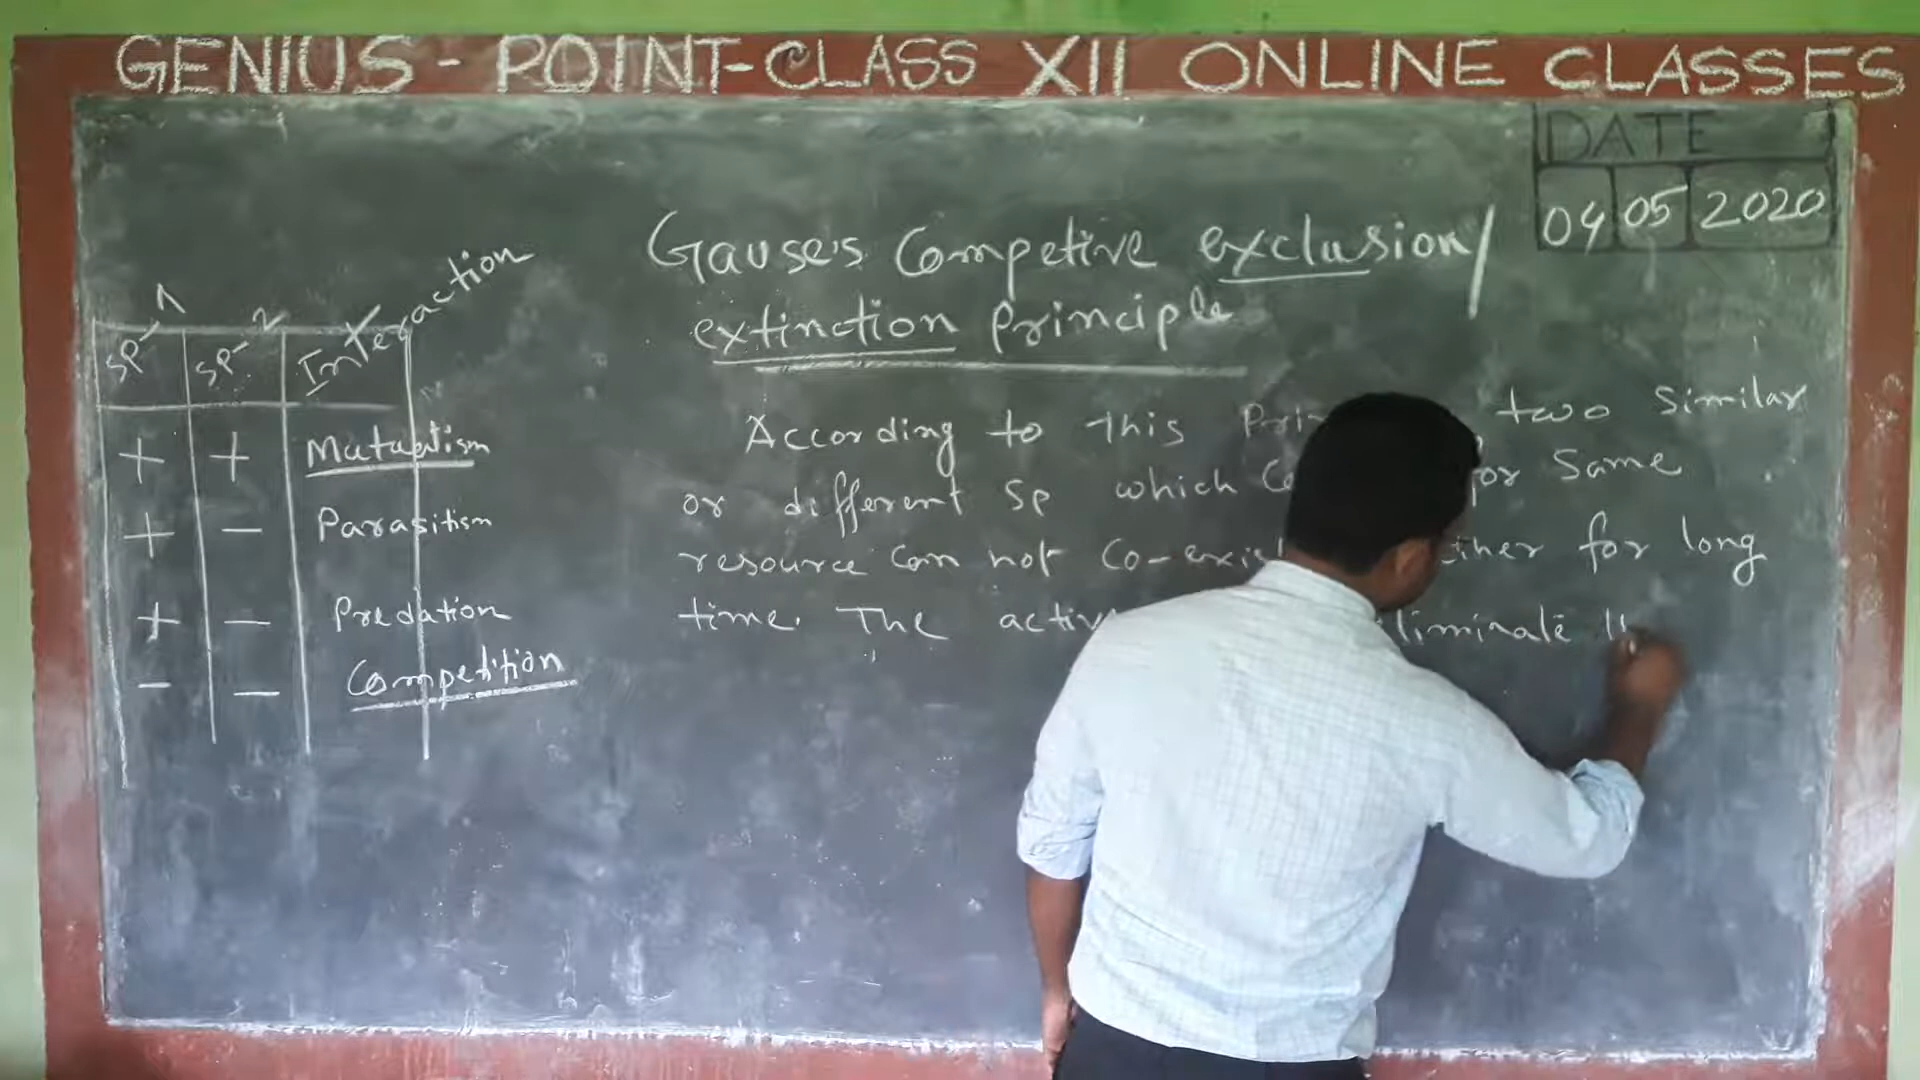 GENIUS - POINT-CLASS XII ONLINE CLASSES
DATE
04 05 2020
Gause's Competive exclusion/
extinction Principle
SP-1 SP-2 Interaction
+ + Mutualism
+ - Parasitism
+ - Predation
- - Competition
According to this two similar
or different Sp which for Same
resource can not Co-exist for long
time. The eliminate